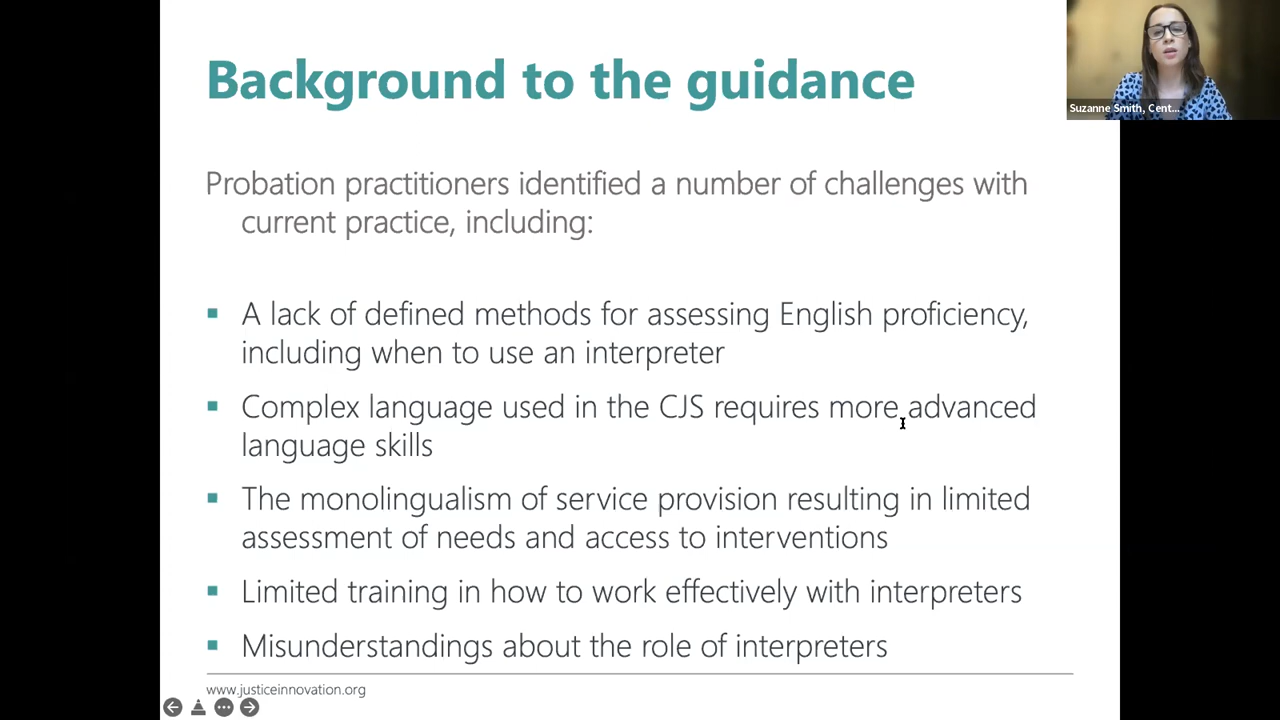 Background to the guidance
Suzanne Smith, Cent...
Probation practitioners identified a number of challenges with
current practice, including:
▪ A lack of defined methods for assessing English proficiency,
including when to use an interpreter
▪ Complex language used in the CJS requires more advanced
language skills
▪ The monolingualism of service provision resulting in limited
assessment of needs and access to interventions
▪ Limited training in how to work effectively with interpreters
▪ Misunderstandings about the role of interpreters
www.justiceinnovation.org